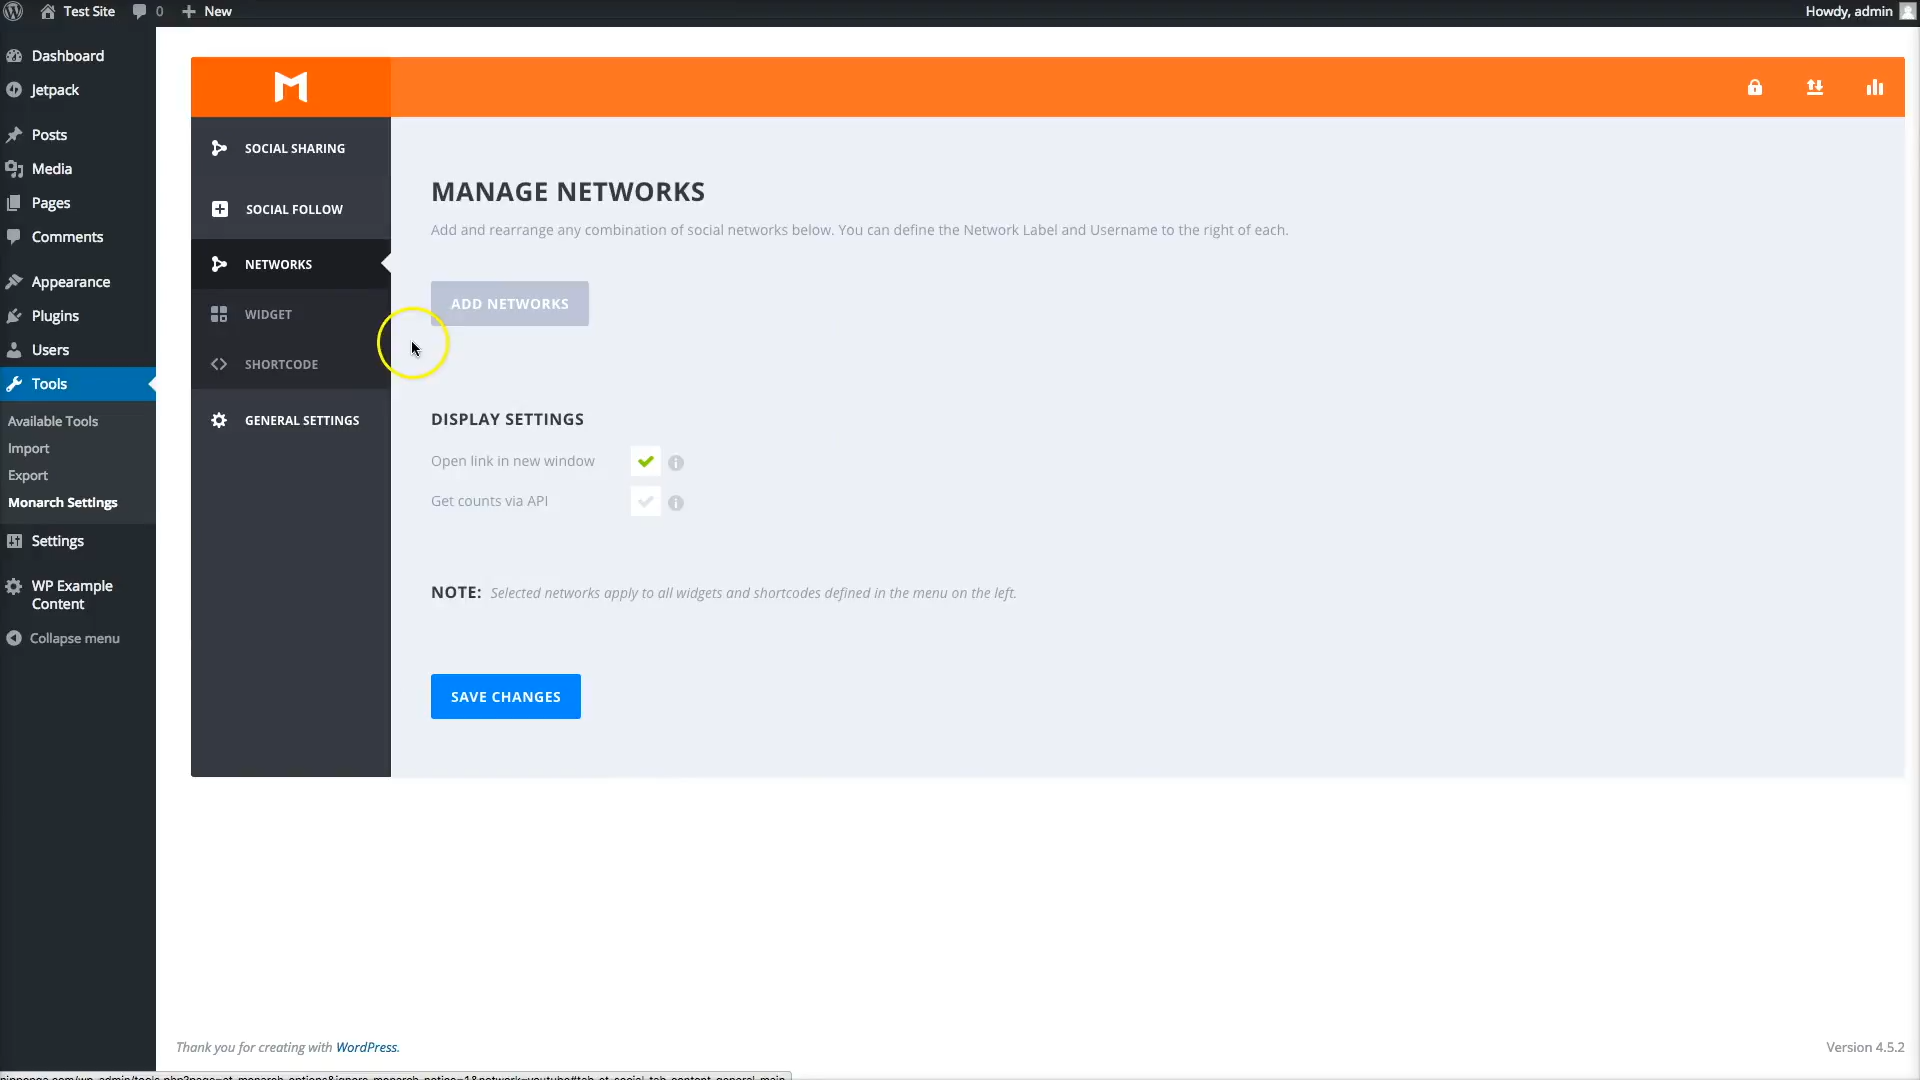 Test Site
0
New
Howdy, admin
Dashboard
Jetpack
Posts
Media
Pages
Comments
Appearance
Plugins
Users
Tools
Available Tools
Import
Export
Monarch Settings
Settings
WP Example
Content
Collapse menu
SOCIAL SHARING
SOCIAL FOLLOW
NETWORKS
WIDGET
SHORTCODE
GENERAL SETTINGS
MANAGE NETWORKS
Add and rearrange any combination of social networks below. You can define the Network Label and Username to the right of each.
ADD NETWORKS
DISPLAY SETTINGS
Open link in new window
Get counts via API
NOTE: Selected networks apply to all widgets and shortcodes defined in the menu on the left.
SAVE CHANGES
Thank you for creating with WordPress.
Version 4.5.2